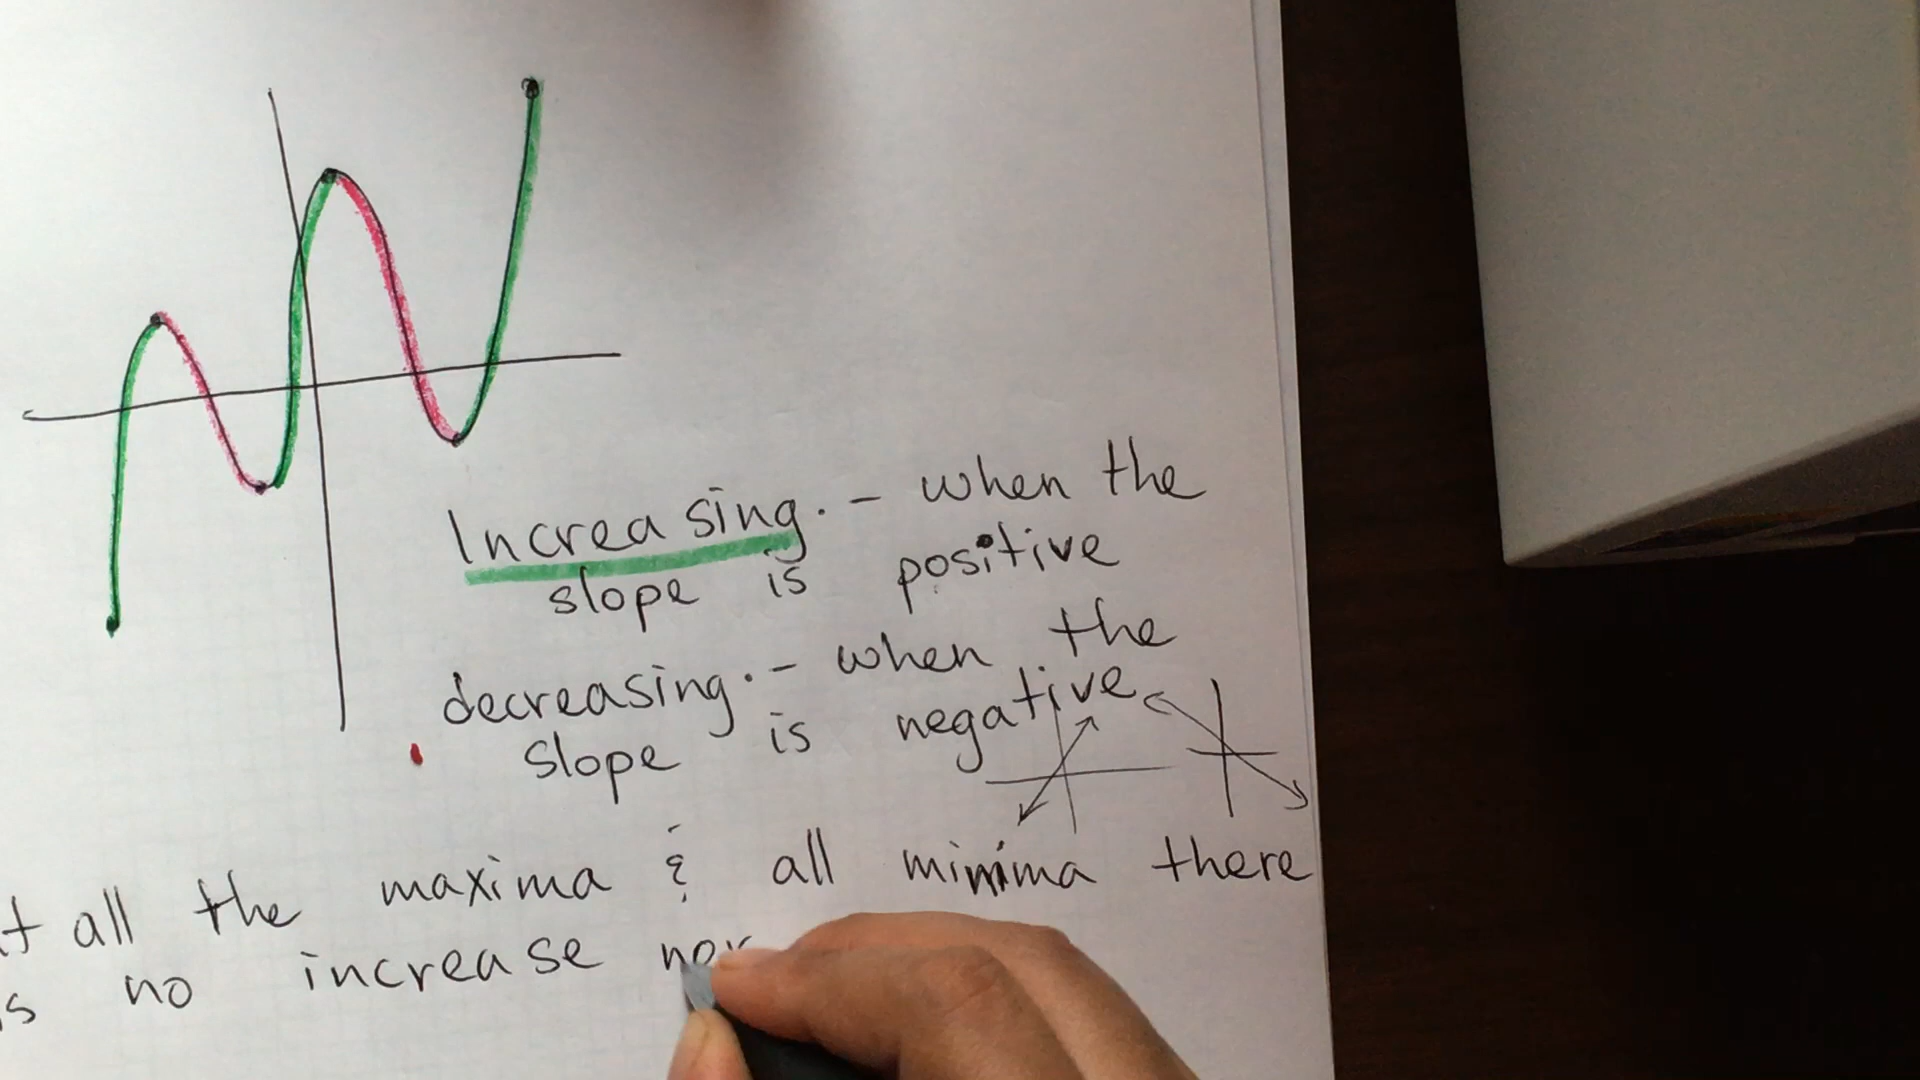 Increasing. - when the
slope is positive
decreasing. - when the
slope is negative
t all the maxima & all minima there
s no increase nor